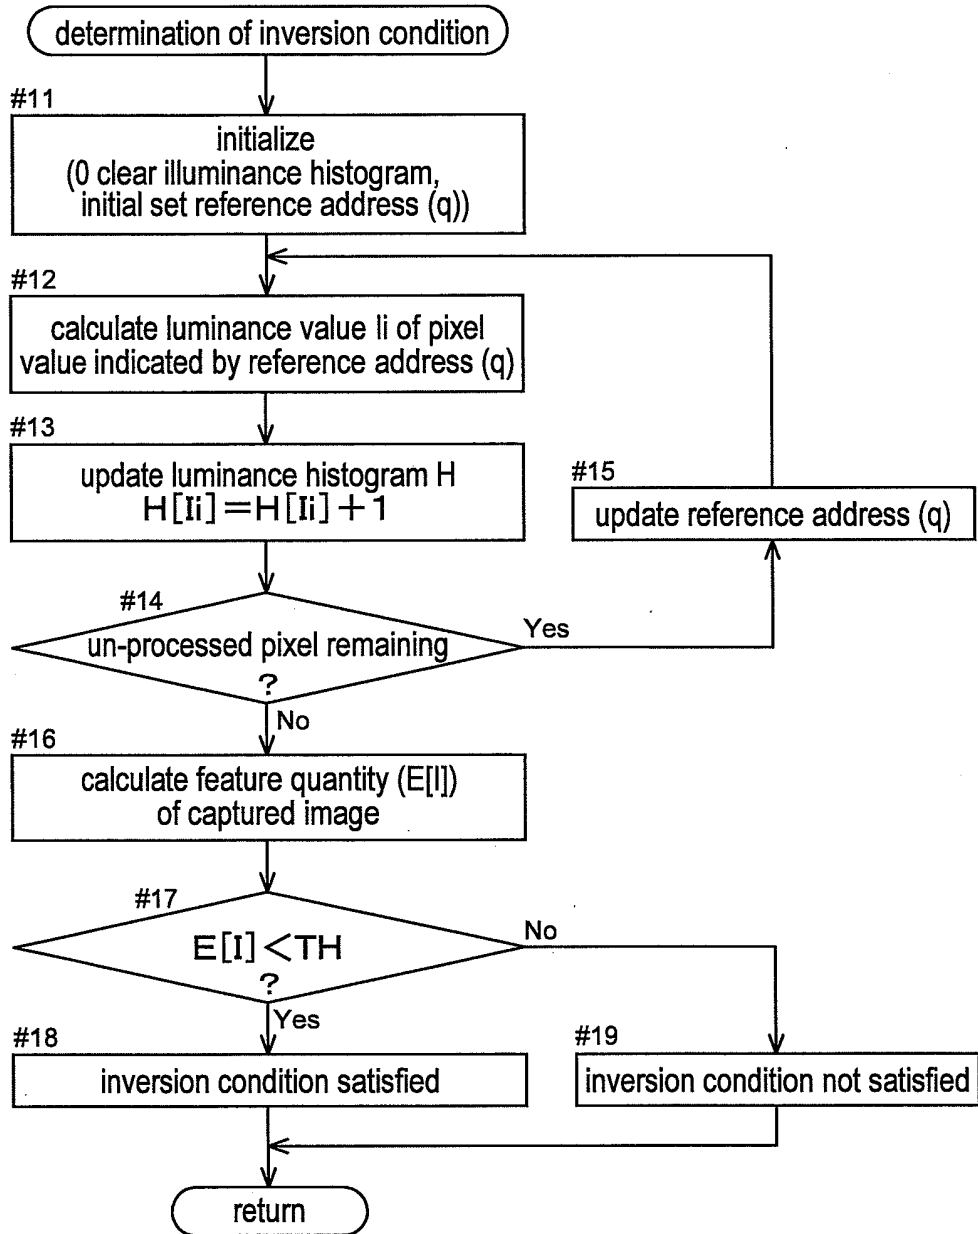 determination of inversion condition
#11
initialize
(0 clear illuminance histogram,
initial set reference address (q))
#12
calculate luminance value Ii of pixel
value indicated by reference address (q)
#13
update luminance histogram H
H[Ii]=H[Ii]+1
#15
update reference address (q)
#14
un-processed pixel remaining
?
Yes
No
#16
calculate feature quantity (E[I])
of captured image
#17
E[I]<TH
?
No
Yes
#18
inversion condition satisfied
#19
inversion condition not satisfied
return